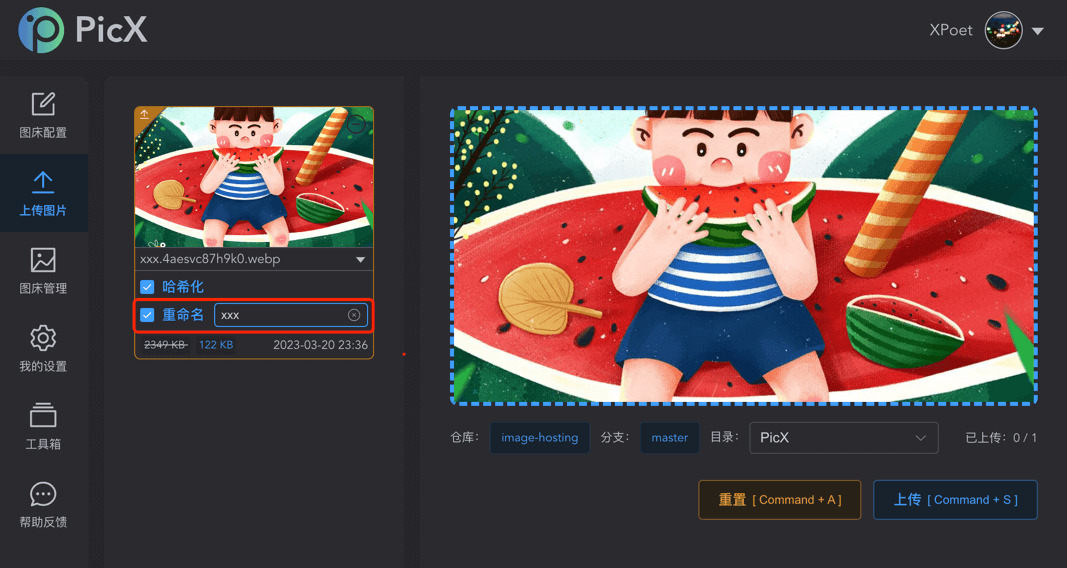 PicX
XPoet
图床配置
上传图片
图床管理
我的设置
工具箱
帮助反馈
xxx.4aesvc87h9k0.webp
哈希化
重命名 xxx
2349 KB 122 KB 2023-03-20 23:36
仓库： image-hosting 分支： master 目录： PicX 已上传：0 / 1
重置 [ Command + A ] 上传 [ Command + S ]